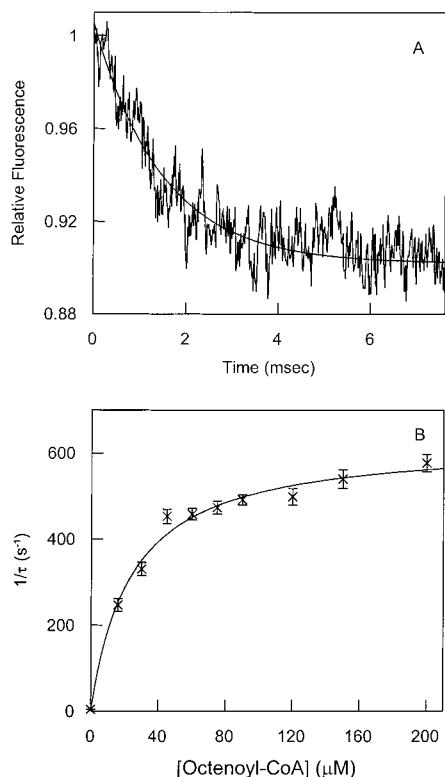 A
1
0.96
0.92
0.88
Relative Fluorescence
0 2 4 6
Time (msec)
B
600
400
200
0
1/τ (s⁻¹)
0 40 80 120 160 200
[Octenoyl-CoA] (μM)